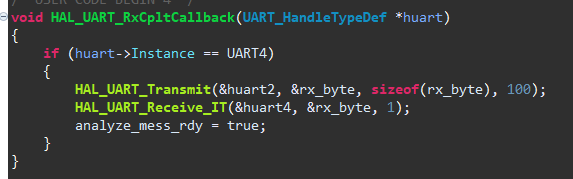 /* USER CODE BEGIN 4 */
void HAL_UART_RxCpltCallback(UART_HandleTypeDef *huart)
{
if (huart->Instance == UART4)
{
HAL_UART_Transmit(&huart2, &rx_byte, sizeof(rx_byte), 100);
HAL_UART_Receive_IT(&huart4, &rx_byte, 1);
analyze_mess_rdy = true;
}
}